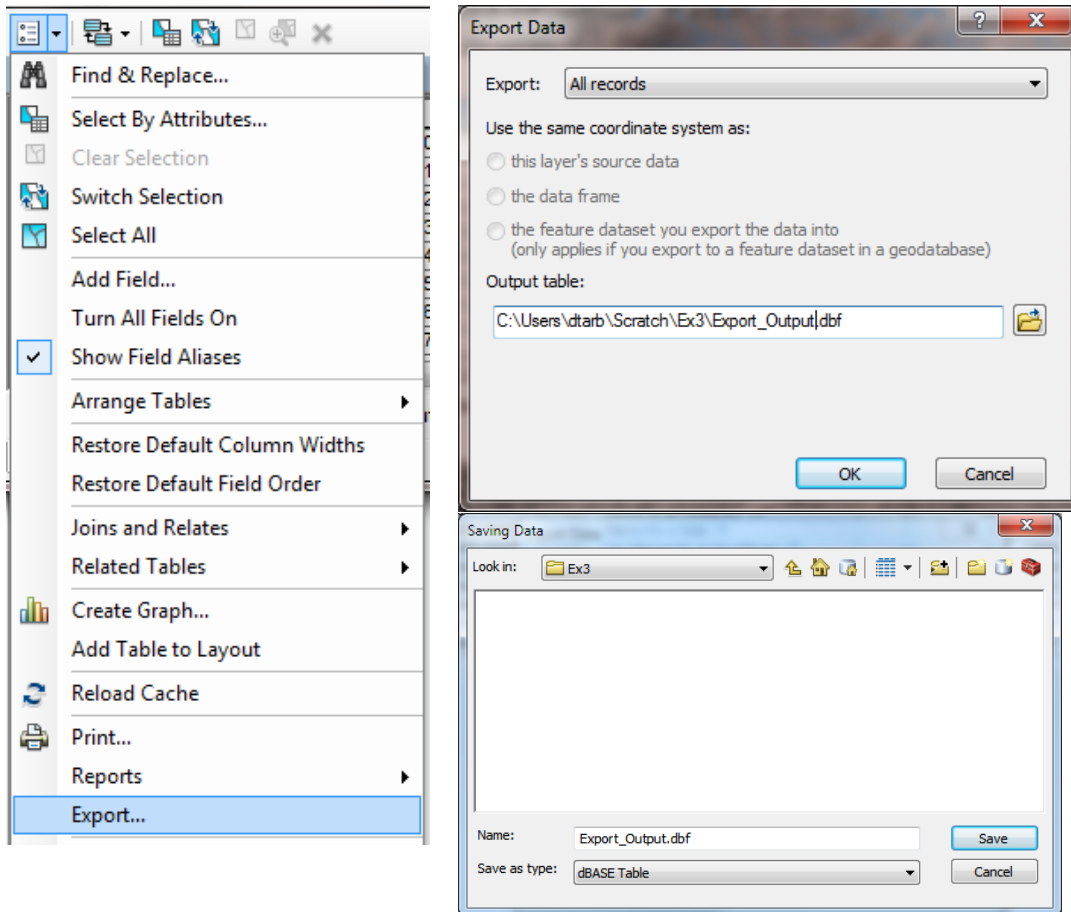 Find & Replace...
Select By Attributes...
Clear Selection
Switch Selection
Select All
Add Field...
Turn All Fields On
Show Field Aliases
Arrange Tables
Restore Default Column Widths
Restore Default Field Order
Joins and Relates
Related Tables
Create Graph...
Add Table to Layout
Reload Cache
Print...
Reports
Export...
Export Data
Export: All records
Use the same coordinate system as:
this layer's source data
the data frame
the feature dataset you export the data into
(only applies if you export to a feature dataset in a geodatabase)
Output table:
C:\Users\dtarb\Scratch\Ex3\Export_Output.dbf
OK Cancel
Saving Data
Look in: Ex3
Name: Export_Output.dbf Save
Save as type: dBASE Table Cancel